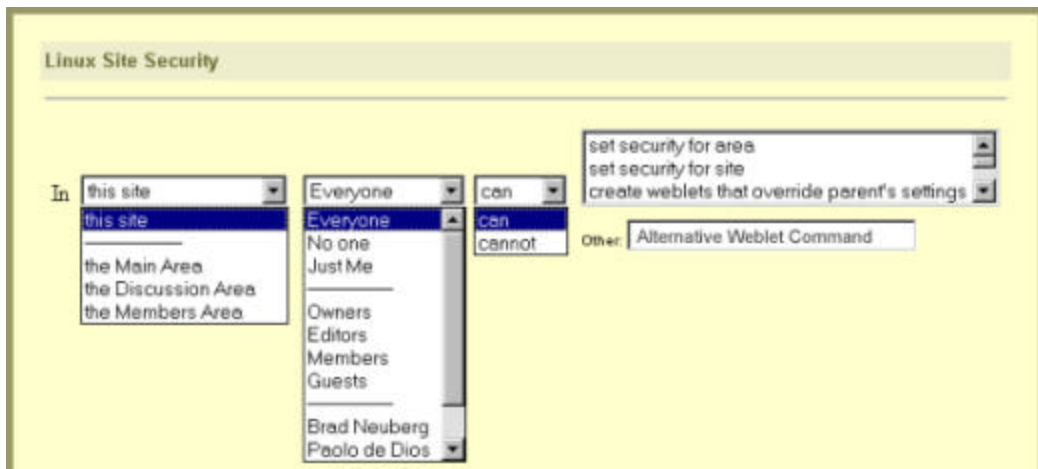 Linux Site Security
In
this site
this site
the Main Area
the Discussion Area
the Members Area
Everyone
Everyone
No one
Just Me
Owners
Editors
Members
Guests
Brad Neuberg
Paolo de Dios
can
can
cannot
set security for area
set security for site
create weblets that override parent's settings
Other: Alternative Weblet Command